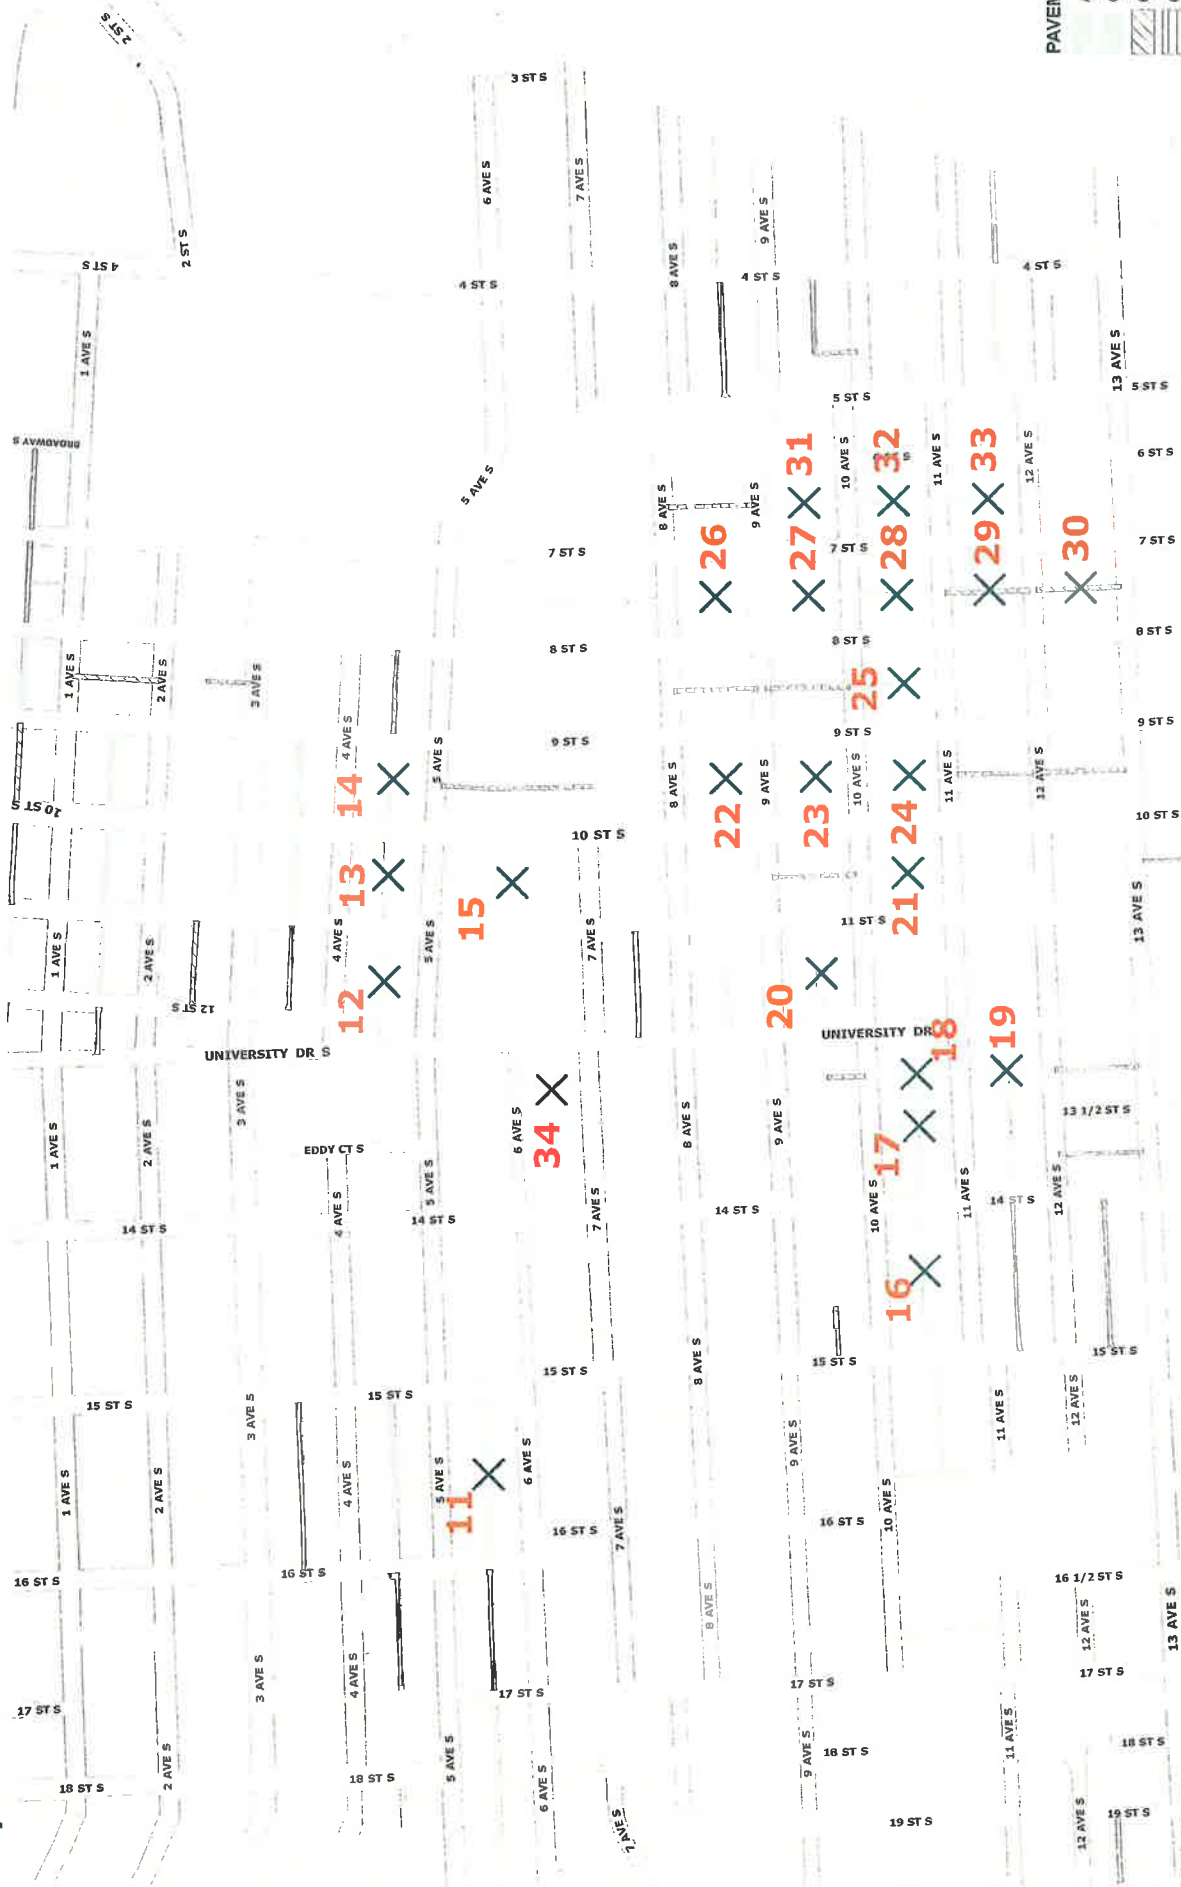 2 ST S
PAVEM
3 ST S
6 AVE S
7 AVE S
9 AVE S
2 ST S
4 ST S
8 AVE S
4 ST S
4 ST S
4 ST S
1 AVE S
13 AVE S
5 ST S
5 ST S
BROADWAY S
5 AVE S
8 AVE S
9 AVE S
31
10 AVE S
32
11 AVE S
33
12 AVE S
6 ST S
7 ST S
26
27
7 ST S
28
29
30
7 ST S
8 ST S
8 ST S
8 ST S
1 AVE S
2 AVE S
3 AVE S
25
9 ST S
9 ST S
9 ST S
4 AVE S
14
5 AVE S
8 AVE S
22
9 AVE S
23
10 AVE S
24
11 AVE S
12 AVE S
10 ST S
10 ST S
10 ST S
13
15
21
11 ST S
13 AVE S
1 AVE S
2 AVE S
4 AVE S
5 AVE S
7 AVE S
12 ST S
12
20
UNIVERSITY DR S
UNIVERSITY DR
18
19
3 AVE S
1 AVE S
2 AVE S
EDDY CT S
6 AVE S
34
8 AVE S
9 AVE S
17
13 1/2 ST S
4 AVE S
5 AVE S
7 AVE S
10 AVE S
11 AVE S
12 AVE S
14 ST S
14 ST S
14 ST S
14 ST S
14 ST S
16
15 ST S
15 ST S
15 ST S
15 ST S
15 ST S
8 AVE S
3 AVE S
1 AVE S
2 AVE S
4 AVE S
5 AVE S
11
6 AVE S
9 AVE S
11 AVE S
12 AVE S
16 ST S
16 ST S
16 ST S
16 ST S
7 AVE S
10 AVE S
16 1/2 ST S
8 AVE S
12 AVE S
13 AVE S
3 AVE S
4 AVE S
17 ST S
17 ST S
17 ST S
17 ST S
2 AVE S
5 AVE S
9 AVE S
11 AVE S
18 ST S
18 ST S
18 ST S
18 ST S
6 AVE S
7 AVE S
19 ST S
12 AVE S
19 ST S